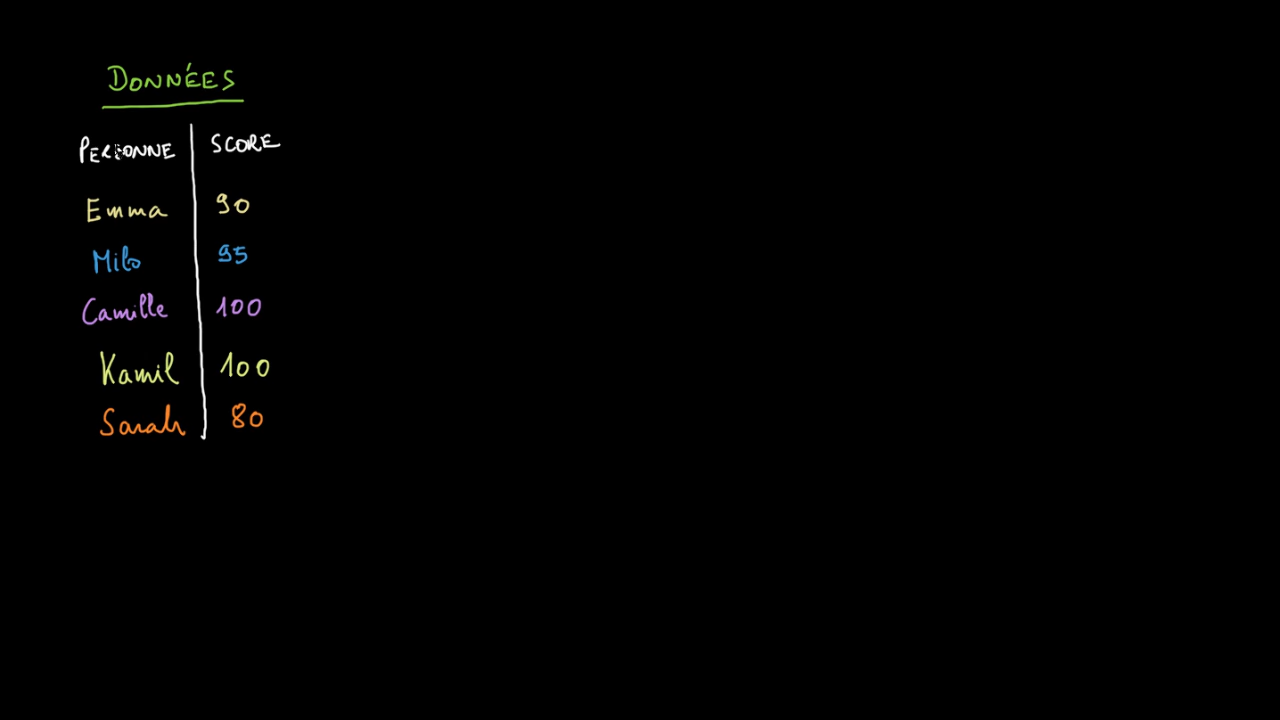 DONNÉES
PERSONNE SCORE
Emma 90
Milo 95
Camille 100
Kamil 100
Sarah 80